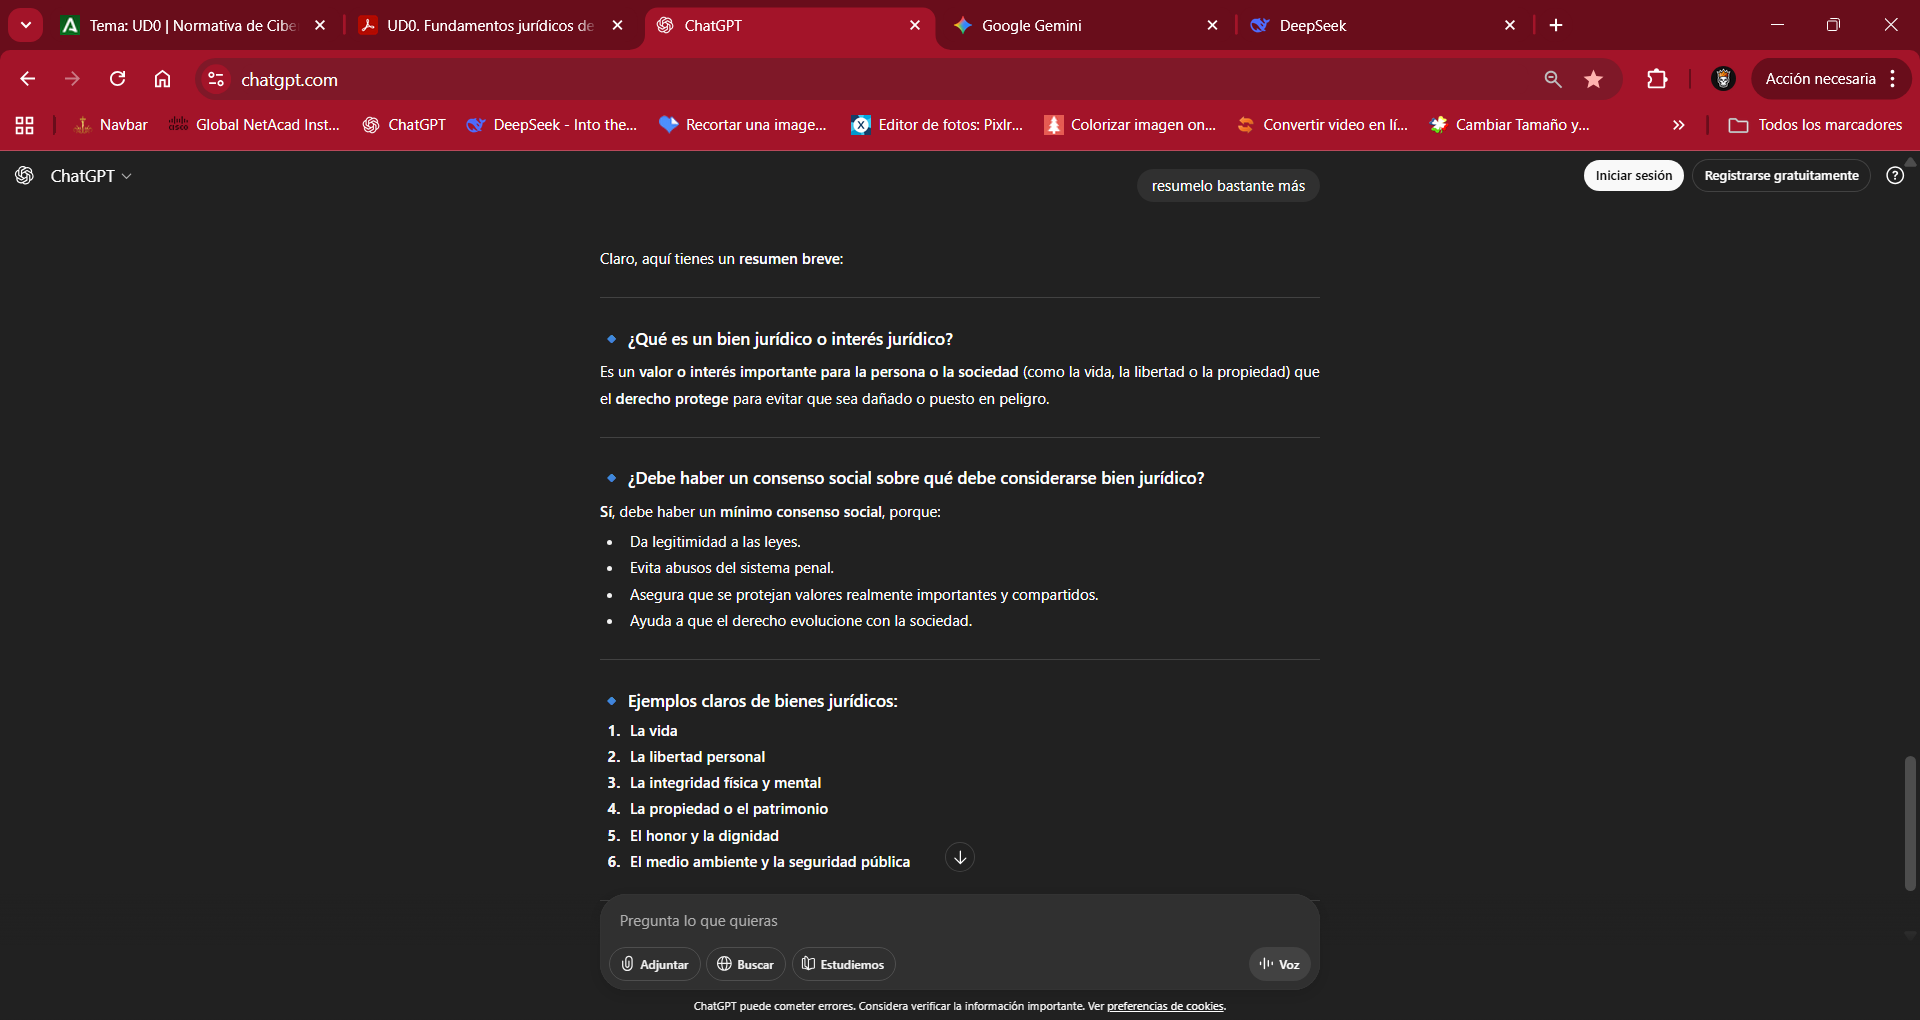 Tema: UD0 | Normativa de Cibe
UD0. Fundamentos jurídicos de
ChatGPT
Google Gemini
DeepSeek
chatgpt.com
Acción necesaria
Navbar
Global NetAcad Inst...
ChatGPT
DeepSeek - Into the...
Recortar una image...
Editor de fotos: Pixlr...
Colorizar imagen on...
Convertir video en lí...
Cambiar Tamaño y...
Todos los marcadores
ChatGPT
resumelo bastante más
Iniciar sesión
Registrarse gratuitamente
Claro, aquí tienes un resumen breve:
¿Qué es un bien jurídico o interés jurídico?
Es un valor o interés importante para la persona o la sociedad (como la vida, la libertad o la propiedad) que
el derecho protege para evitar que sea dañado o puesto en peligro.
¿Debe haber un consenso social sobre qué debe considerarse bien jurídico?
Sí, debe haber un mínimo consenso social, porque:
• Da legitimidad a las leyes.
• Evita abusos del sistema penal.
• Asegura que se protejan valores realmente importantes y compartidos.
• Ayuda a que el derecho evolucione con la sociedad.
Ejemplos claros de bienes jurídicos:
1. La vida
2. La libertad personal
3. La integridad física y mental
4. La propiedad o el patrimonio
5. El honor y la dignidad
6. El medio ambiente y la seguridad pública
Pregunta lo que quieras
Adjuntar
Buscar
Estudiemos
Voz
ChatGPT puede cometer errores. Considera verificar la información importante. Ver preferencias de cookies.